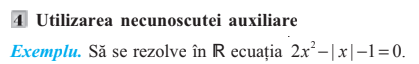 4 Utilizarea necunoscutei auxiliare
Exemplu. Să se rezolve în ℝ ecuația 2x²−|x|−1=0.